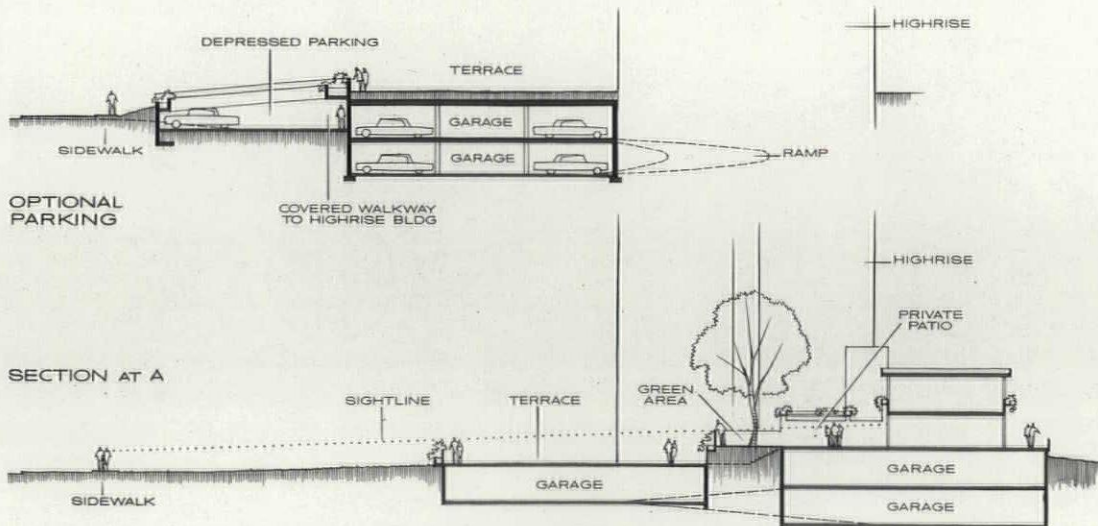 HIGHRISE
DEPRESSED PARKING
TERRACE
GARAGE
SIDEWALK
GARAGE
RAMP
OPTIONAL
PARKING
COVERED WALKWAY
TO HIGHRISE BLDG
HIGHRISE
PRIVATE
PATIO
SECTION AT A
SIGHTLINE
TERRACE
GREEN
AREA
GARAGE
GARAGE
SIDEWALK
GARAGE